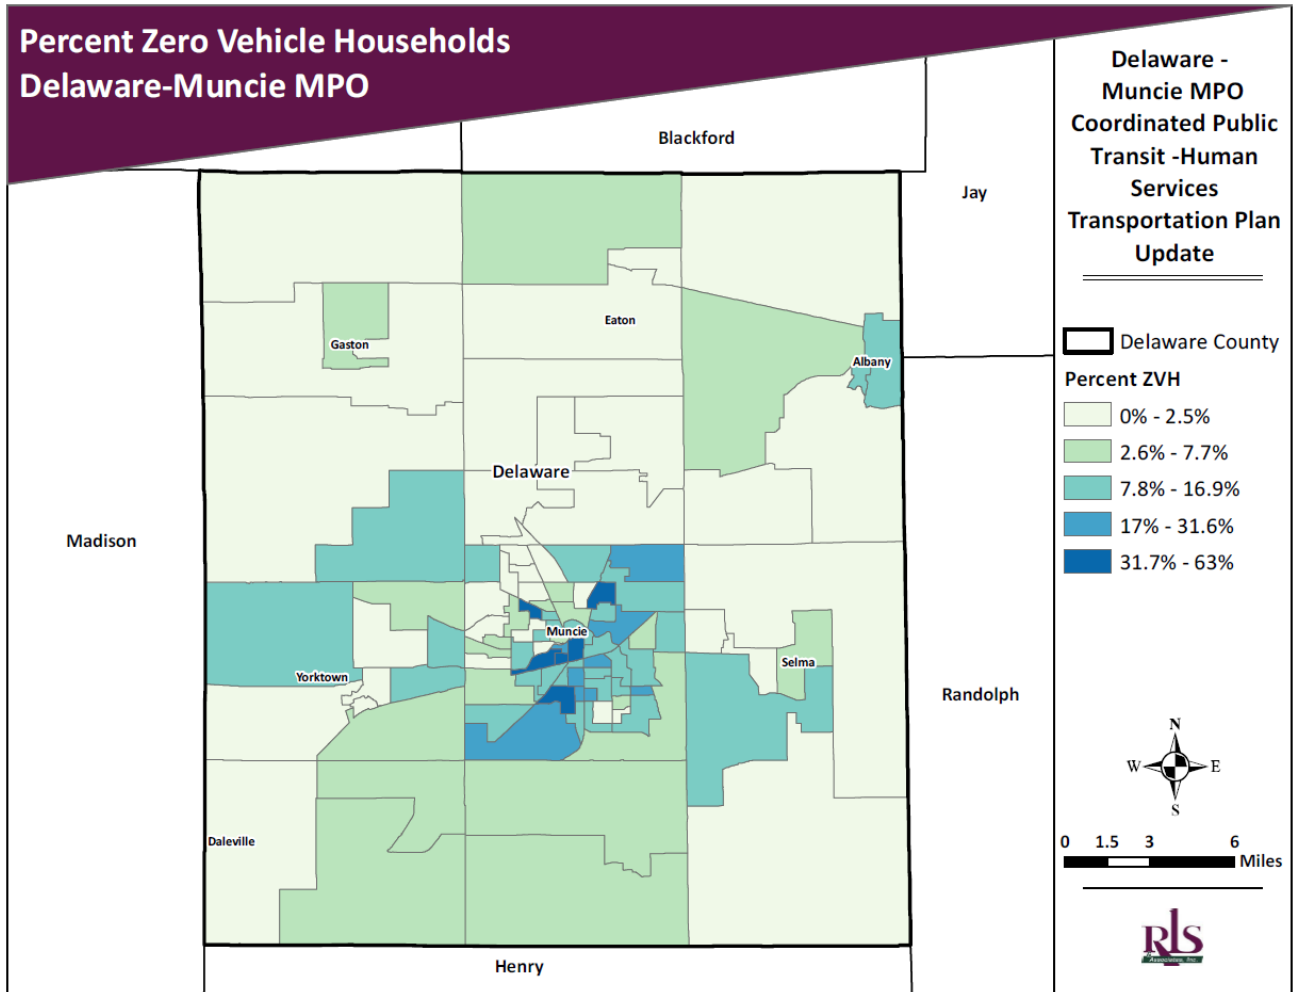 Percent Zero Vehicle Households
Delaware-Muncie MPO
Delaware -
Muncie MPO
Coordinated Public
Transit -Human
Services
Transportation Plan
Update
Blackford
Jay
Eaton
Gaston
Albany
Delaware
Madison
Muncie
Selma
Yorktown
Randolph
Daleville
Henry
Delaware County
Percent ZVH
0% - 2.5%
2.6% - 7.7%
7.8% - 16.9%
17% - 31.6%
31.7% - 63%
N
W E
S
0 1.5 3 6
Miles
RLS
& Associates, Inc.